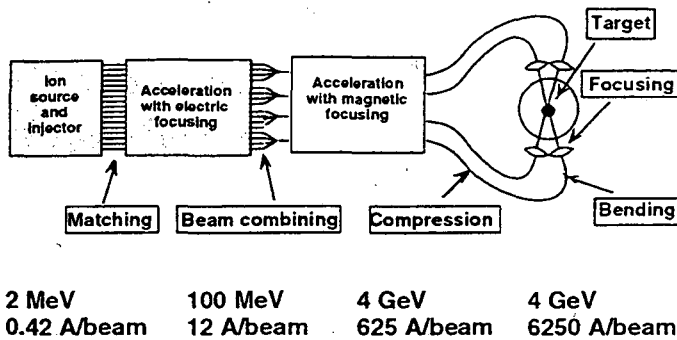 Target
Ion
source
and
injector
Acceleration
with electric
focusing
Acceleration
with magnetic
focusing
Focusing
Matching
Beam combining
Compression
Bending
2 MeV 100 MeV 4 GeV 4 GeV
0.42 A/beam 12 A/beam 625 A/beam 6250 A/beam